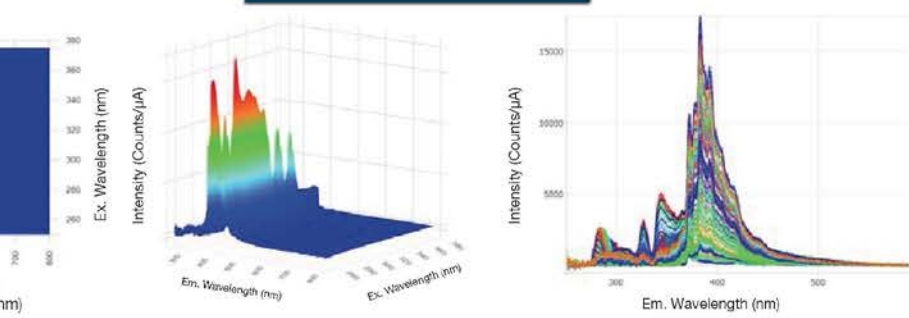 380
360
340
320
300
280
260
700
800
nm)
Ex. Wavelength (nm)
Intensity (Counts/µA)
Em. Wavelength (nm)
Ex. Wavelength (nm)
Intensity (Counts/µA)
15000
10000
5000
300
400
500
Em. Wavelength (nm)